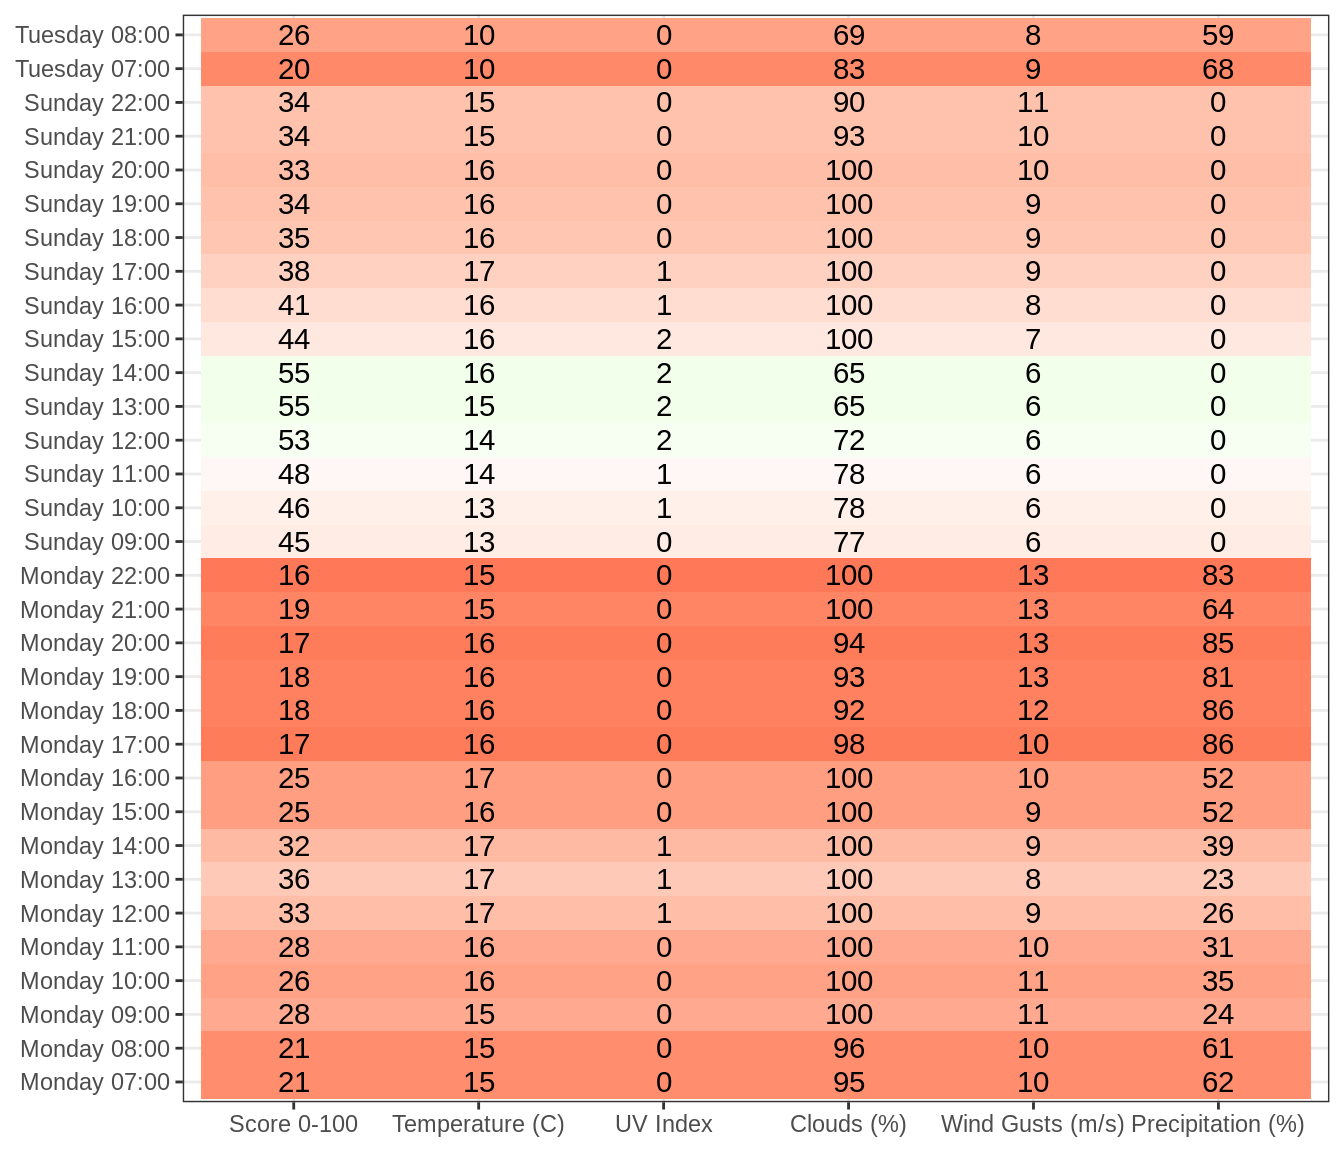 Tuesday 08:00 26 10 0 69 8 59
Tuesday 07:00 20 10 0 83 9 68
Sunday 22:00 34 15 0 90 11 0
Sunday 21:00 34 15 0 93 10 0
Sunday 20:00 33 16 0 100 10 0
Sunday 19:00 34 16 0 100 9 0
Sunday 18:00 35 16 0 100 9 0
Sunday 17:00 38 17 1 100 9 0
Sunday 16:00 41 16 1 100 8 0
Sunday 15:00 44 16 2 100 7 0
Sunday 14:00 55 16 2 65 6 0
Sunday 13:00 55 15 2 65 6 0
Sunday 12:00 53 14 2 72 6 0
Sunday 11:00 48 14 1 78 6 0
Sunday 10:00 46 13 1 78 6 0
Sunday 09:00 45 13 0 77 6 0
Monday 22:00 16 15 0 100 13 83
Monday 21:00 19 15 0 100 13 64
Monday 20:00 17 16 0 94 13 85
Monday 19:00 18 16 0 93 13 81
Monday 18:00 18 16 0 92 12 86
Monday 17:00 17 16 0 98 10 86
Monday 16:00 25 17 0 100 10 52
Monday 15:00 25 16 0 100 9 52
Monday 14:00 32 17 1 100 9 39
Monday 13:00 36 17 1 100 8 23
Monday 12:00 33 17 1 100 9 26
Monday 11:00 28 16 0 100 10 31
Monday 10:00 26 16 0 100 11 35
Monday 09:00 28 15 0 100 11 24
Monday 08:00 21 15 0 96 10 61
Monday 07:00 21 15 0 95 10 62
Score 0-100 Temperature (C) UV Index Clouds (%) Wind Gusts (m/s) Precipitation (%)